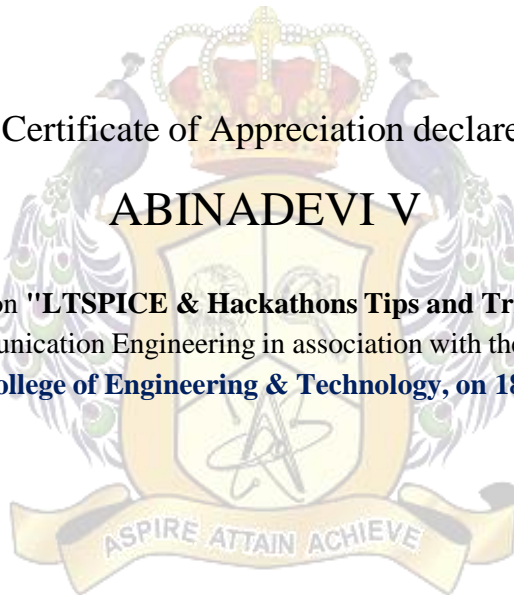 Certificate of Appreciation declare
ABINADEVI V
on "LTSPICE & Hackathons Tips and Tr
unication Engineering in association with the
ollege of Engineering & Technology, on 18
ASPIRE ATTAIN ACHIEVE